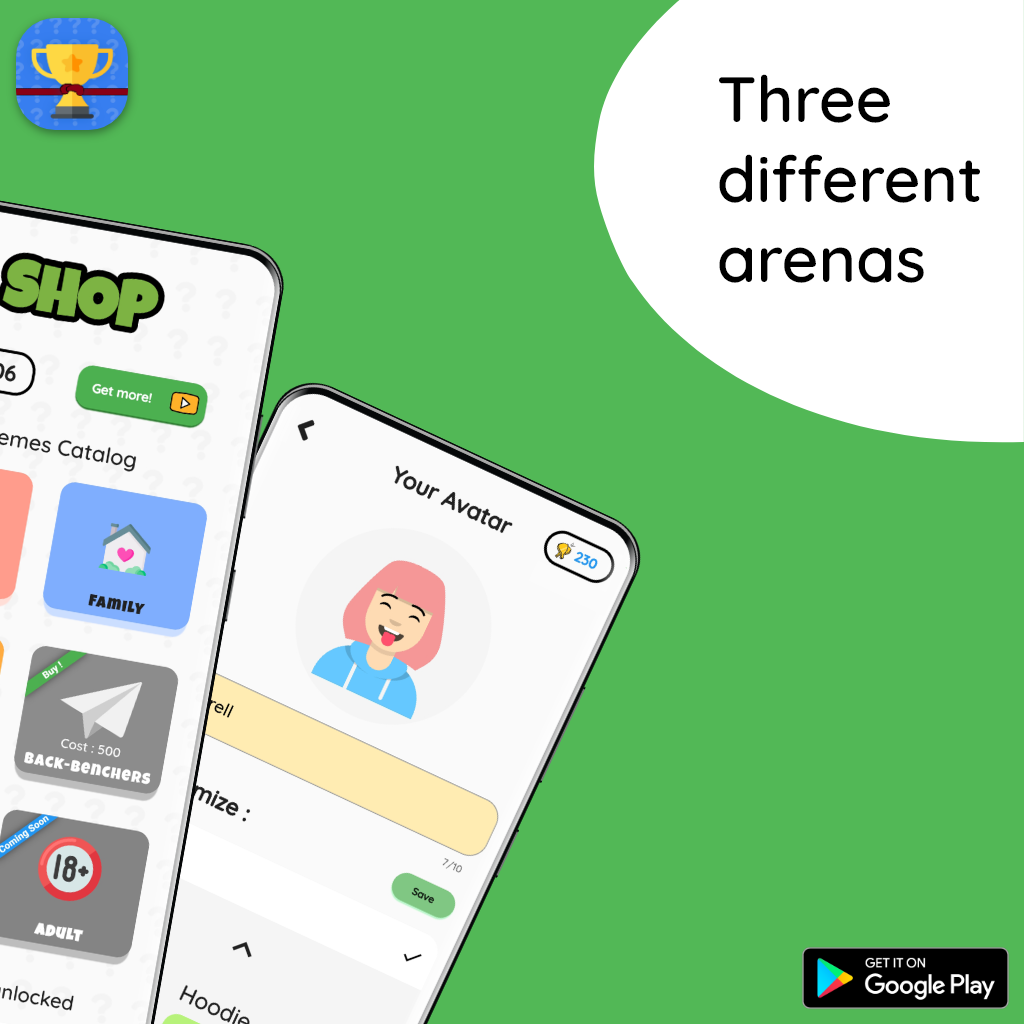 Three
different
arenas
SHOP
06
Get more!
emes Catalog
FAMILY
Buy !
Cost : 500
BACK-BENCHERS
Coming Soon
18+
ADULT
nlocked
Your Avatar
230
rell
mize :
7/10
Save
Hoodie
GET IT ON
Google Play